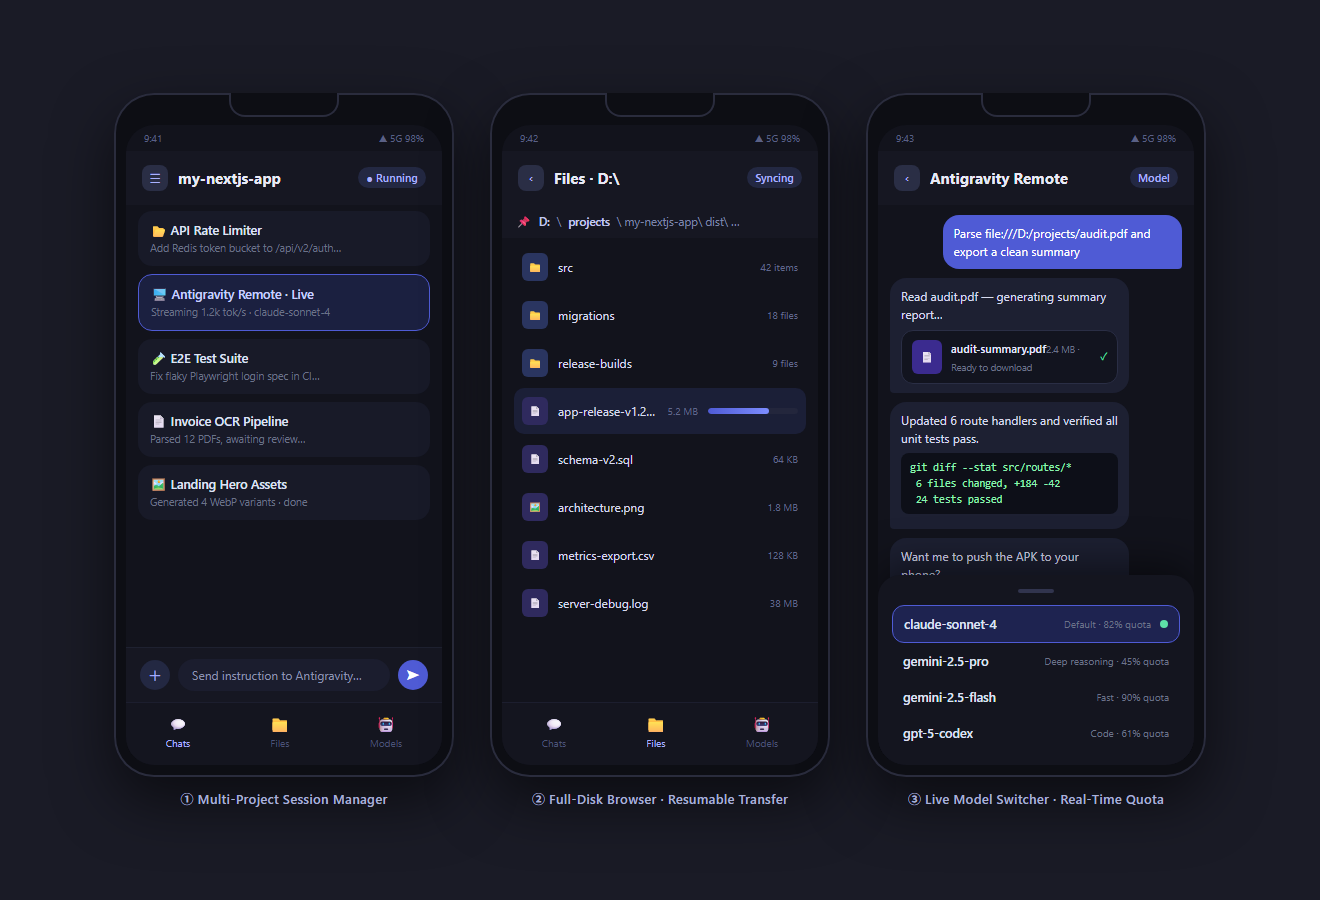 9:41
▲ 5G 98%
☰ my-nextjs-app
● Running
📂 API Rate Limiter
Add Redis token bucket to /api/v2/auth...
🖥️ Antigravity Remote · Live
Streaming 1.2k tok/s · claude-sonnet-4
🧪 E2E Test Suite
Fix flaky Playwright login spec in CI...
📄 Invoice OCR Pipeline
Parsed 12 PDFs, awaiting review...
🖼️ Landing Hero Assets
Generated 4 WebP variants · done
+ Send instruction to Antigravity...
Chats
Files
Models
① Multi-Project Session Manager
9:42
▲ 5G 98%
‹ Files · D:\
Syncing
📌 D: \ projects \ my-nextjs-app\ dist\ ...
src 42 items
migrations 18 files
release-builds 9 files
app-release-v1.2... 5.2 MB
schema-v2.sql 64 KB
architecture.png 1.8 MB
metrics-export.csv 128 KB
server-debug.log 38 MB
Chats
Files
Models
② Full-Disk Browser · Resumable Transfer
9:43
▲ 5G 98%
‹ Antigravity Remote
Model
Parse file:///D:/projects/audit.pdf and
export a clean summary
Read audit.pdf — generating summary
report...
audit-summary.pdf2.4 MB ·
Ready to download
✓
Updated 6 route handlers and verified all
unit tests pass.
git diff --stat src/routes/*
6 files changed, +184 -42
24 tests passed
Want me to push the APK to your
phone?
claude-sonnet-4 Default · 82% quota
gemini-2.5-pro Deep reasoning · 45% quota
gemini-2.5-flash Fast · 90% quota
gpt-5-codex Code · 61% quota
③ Live Model Switcher · Real-Time Quota